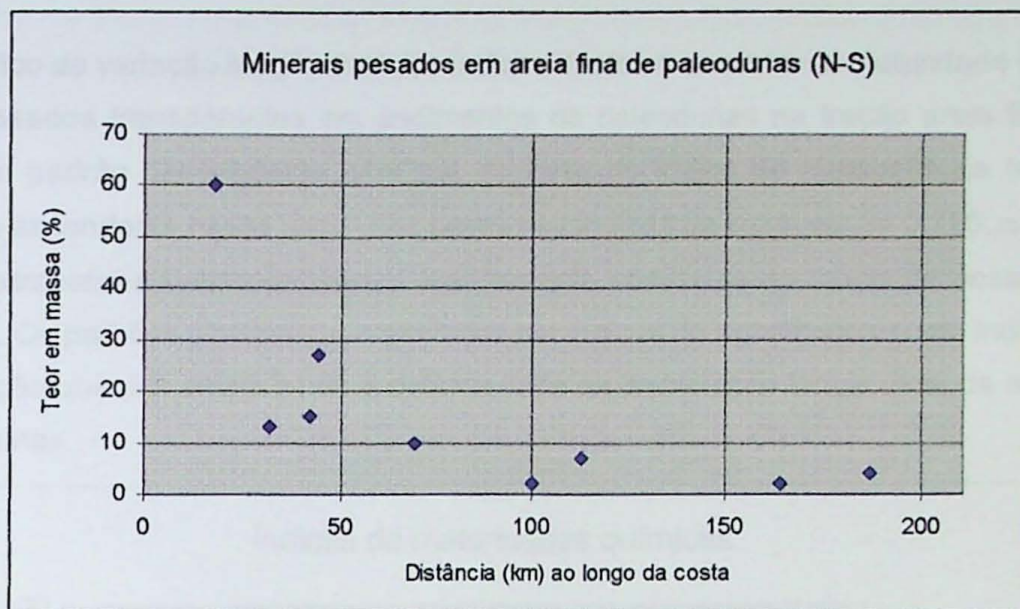 Minerais pesados em areia fina de paleodunas (N-S)
Teor em massa (%)
70
60
50
40
30
20
10
0
0 50 100 150 200
Distância (km) ao longo da costa